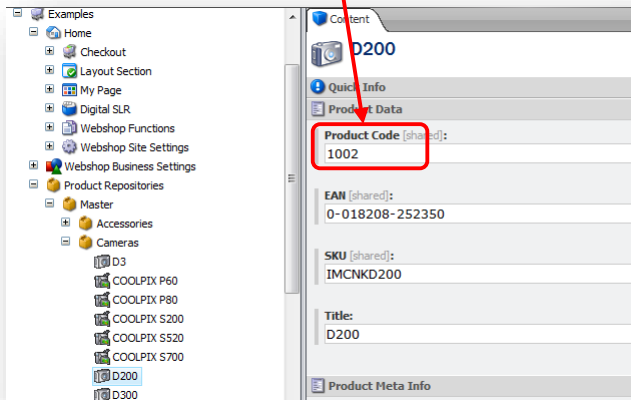 Examples
Home
Checkout
Layout Section
My Page
Digital SLR
Webshop Functions
Webshop Site Settings
Webshop Business Settings
Product Repositories
Master
Accessories
Cameras
D3
COOLPIX P60
COOLPIX P80
COOLPIX S200
COOLPIX S520
COOLPIX S700
D200
D300
Content
D200
Quick Info
Product Data
Product Code [shared]:
1002
EAN [shared]:
0-018208-252350
SKU [shared]:
IMCNKD200
Title:
D200
Product Meta Info